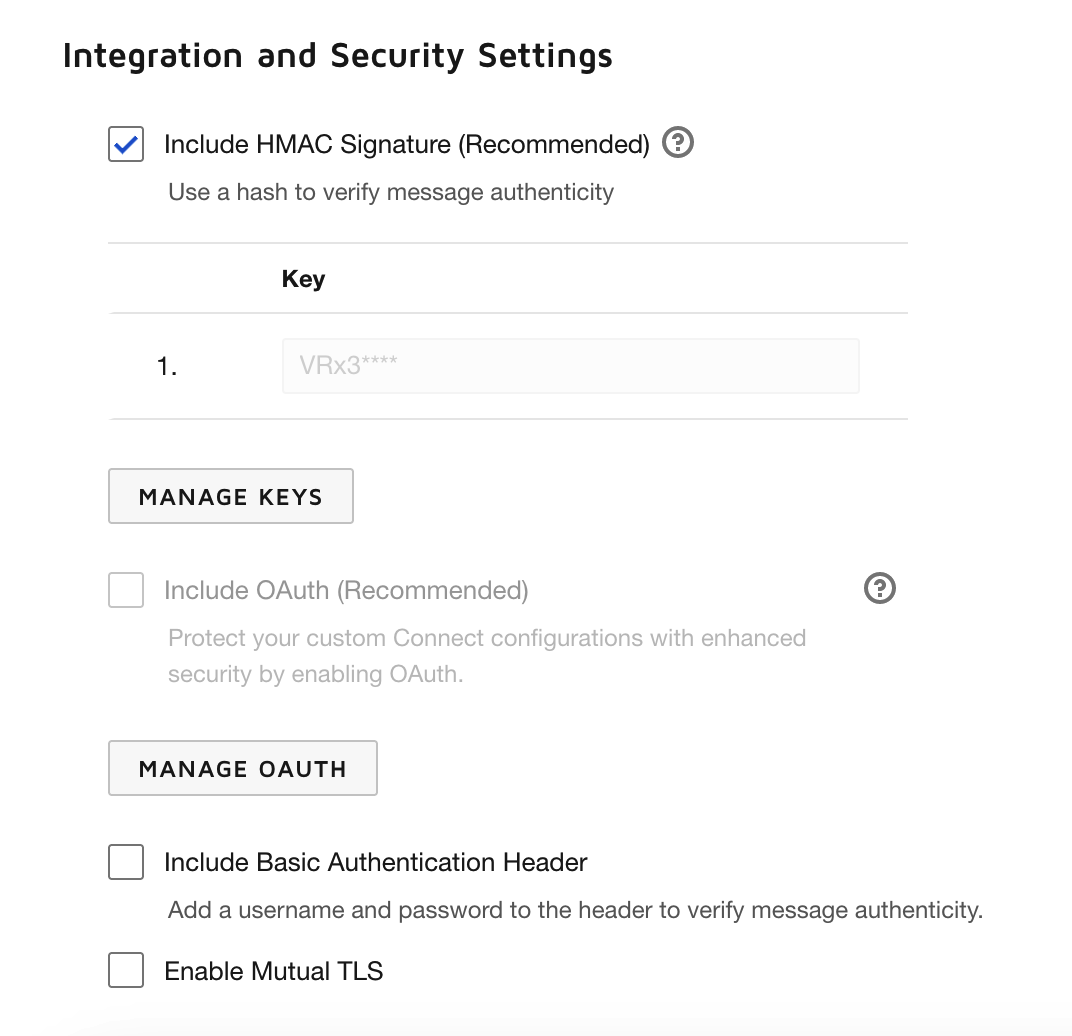 Integration and Security Settings
Include HMAC Signature (Recommended) ?
Use a hash to verify message authenticity
Key
1. VRx3****
MANAGE KEYS
Include OAuth (Recommended) ?
Protect your custom Connect configurations with enhanced
security by enabling OAuth.
MANAGE OAUTH
Include Basic Authentication Header
Add a username and password to the header to verify message authenticity.
Enable Mutual TLS